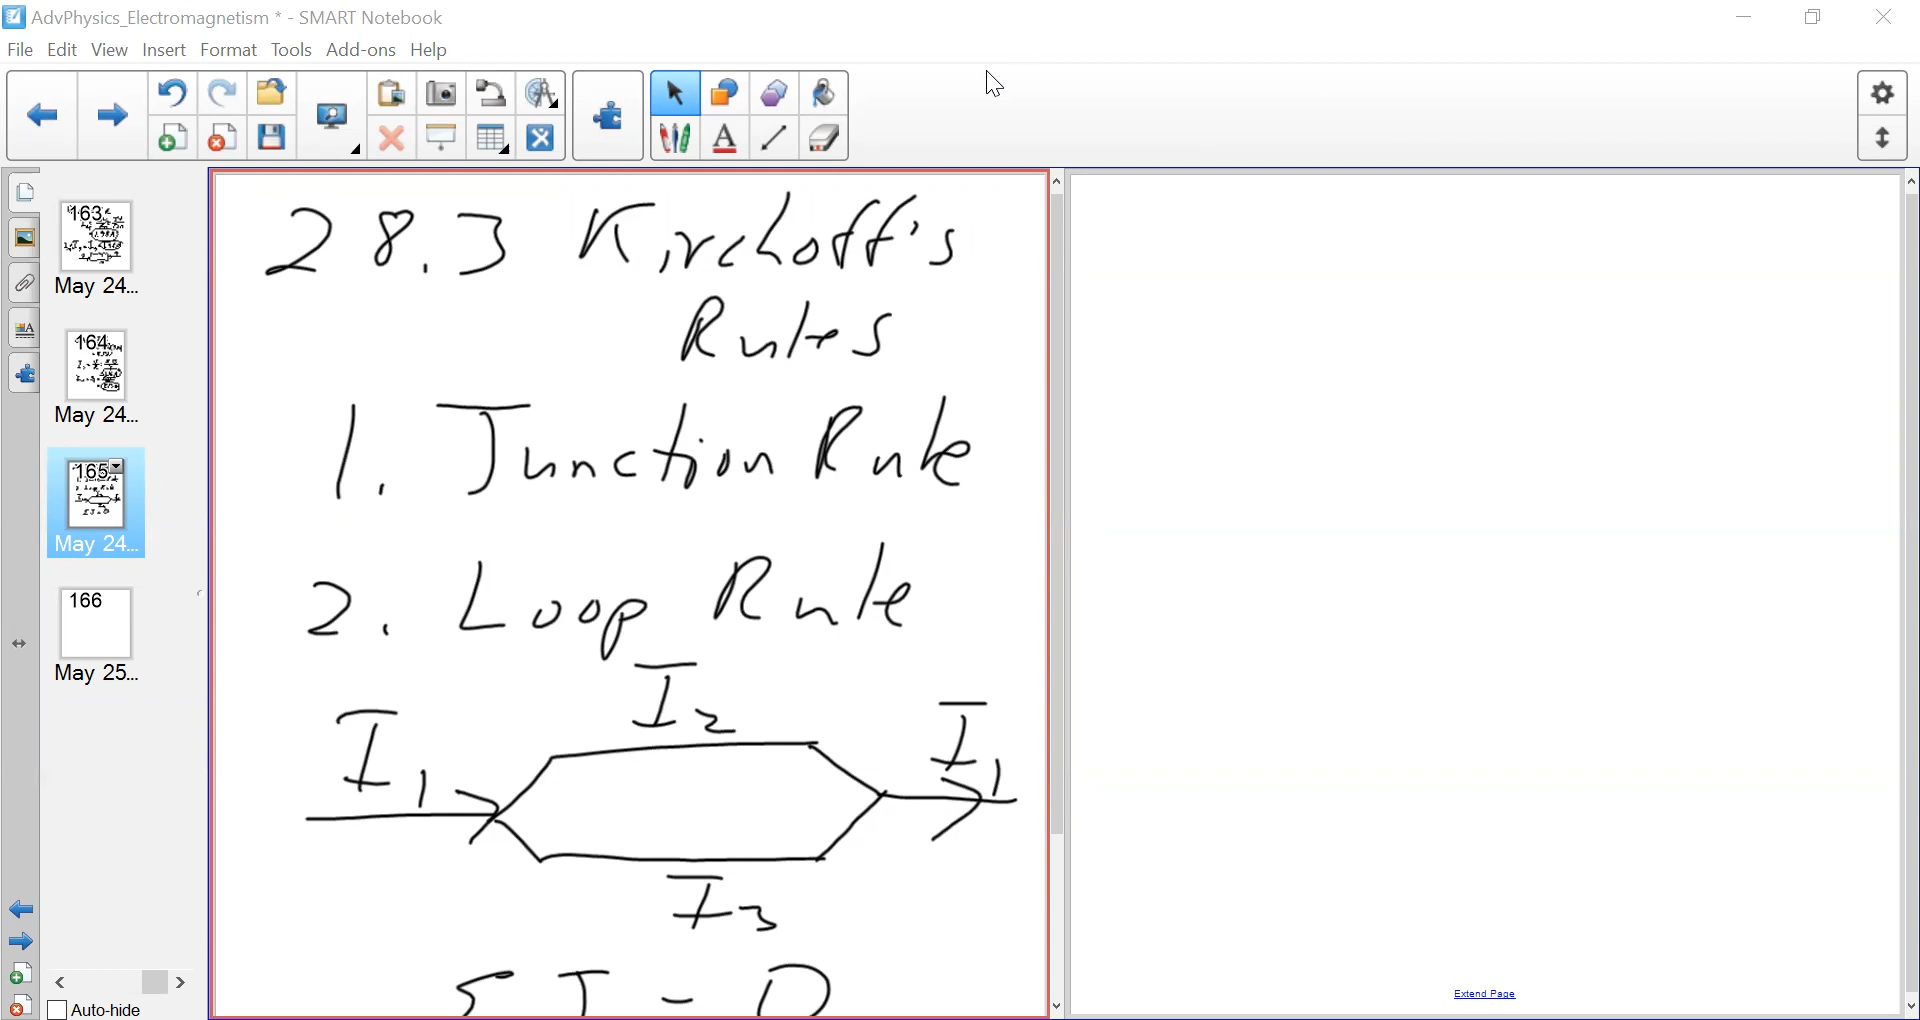 AdvPhysics_Electromagnetism * - SMART Notebook
File Edit View Insert Format Tools Add-ons Help
163
May 24...
164
May 24...
165
May 24...
166
May 25...
Auto-hide
28.3 Kirchoff's
Rules
1. Junction Rule
2. Loop Rule
I2
I1
I1
I3
Extend Page